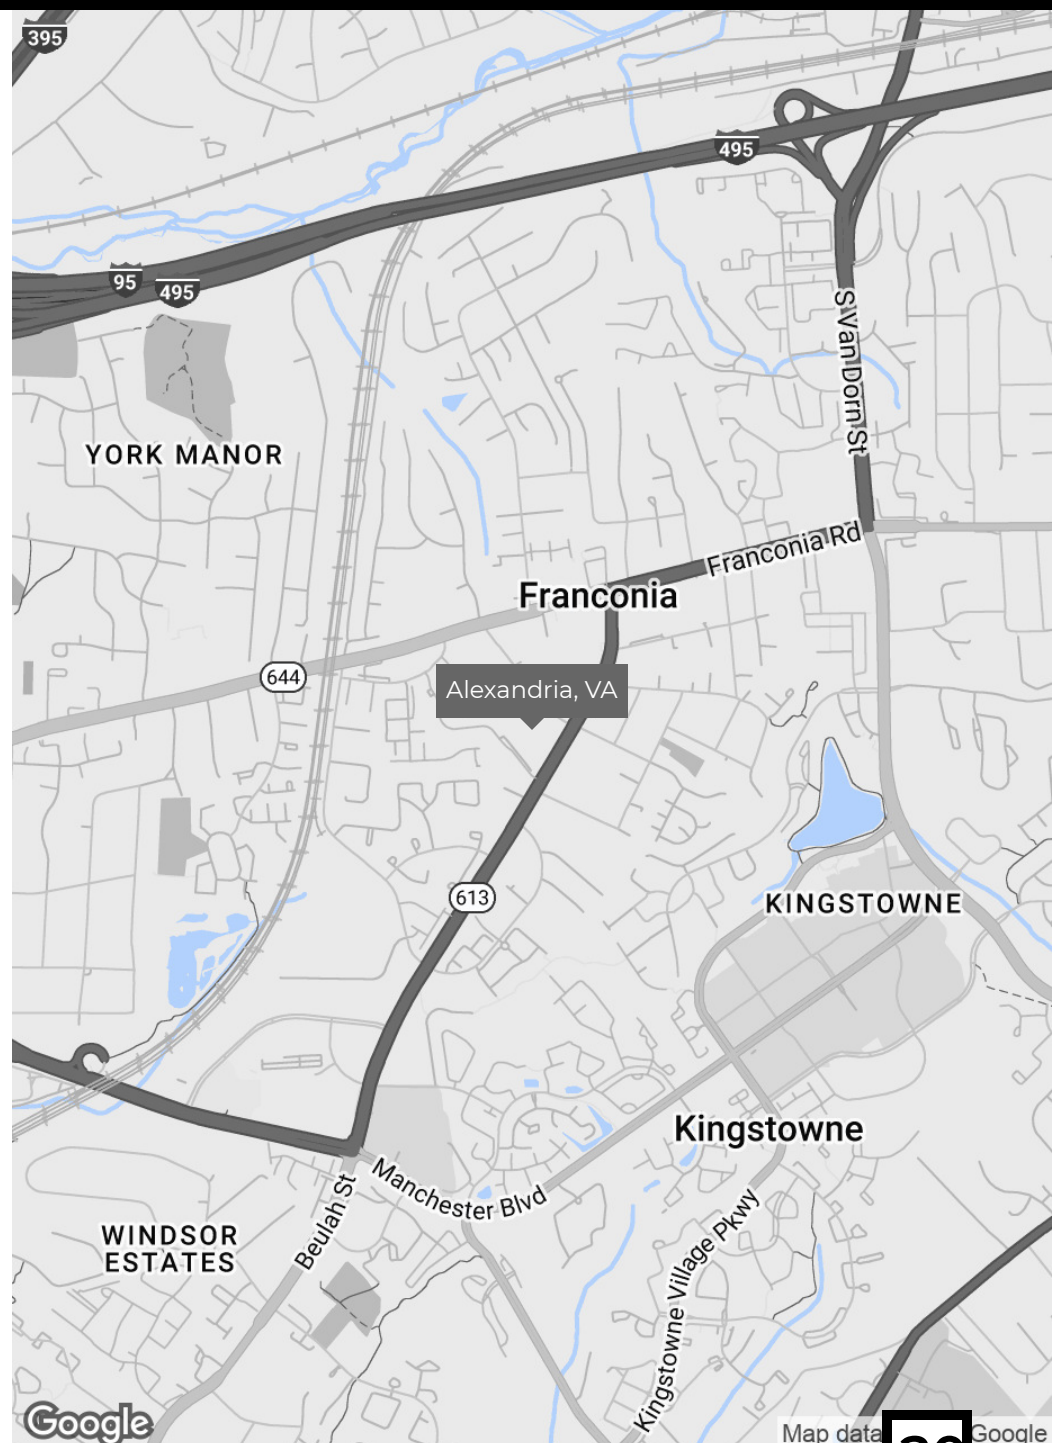 395
495
95
495
S Van Dorn St
YORK MANOR
Franconia Rd
Franconia
644
Alexandria, VA
613
KINGSTOWNE
Kingstowne
Manchester Blvd
Beulah St
WINDSOR
ESTATES
Kingstowne Village Pkwy
Google
Map data
Google